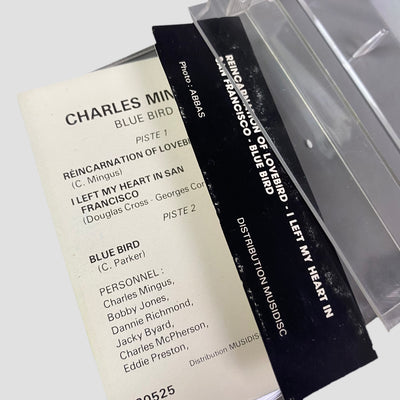 CHARLES
BLUE BIRD
PISTE 1
REINCARNATION OF LOVEBI
(C. Mingus)
I LEFT MY HEART IN SAN
FRANCISCO
(Douglas Cross - Georges Cor
PISTE 2
BLUE BIRD
(C. Parker)
PERSONNEL :
Charles Mingus,
Bobby Jones,
Dannie Richmond,
Jacky Byard,
Charles McPherson,
Eddie Preston,
Distribution MUSIDIS
0525
Photo : ABBAS
REINCARNATION OF LOVEBIRD - I LEFT MY HEART IN
SAN FRANCISCO - BLUE BIRD
DISTRIBUTION MUSIDISC